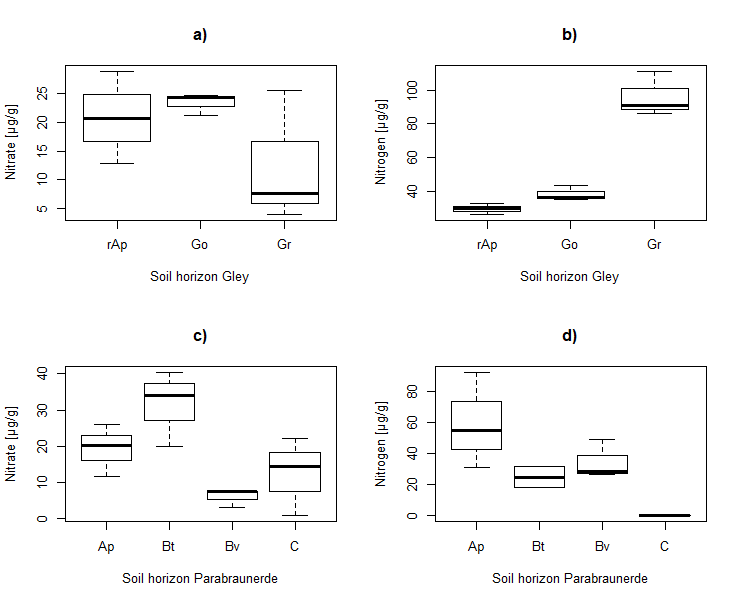 a)
Nitrate [µg/g]
25
20
15
10
5
rAp Go Gr
Soil horizon Gley
b)
Nitrogen [µg/g]
100
80
60
40
rAp Go Gr
Soil horizon Gley
c)
Nitrate [µg/g]
40
30
20
10
0
Ap Bt Bv C
Soil horizon Parabraunerde
d)
Nitrogen [µg/g]
80
60
40
20
0
Ap Bt Bv C
Soil horizon Parabraunerde